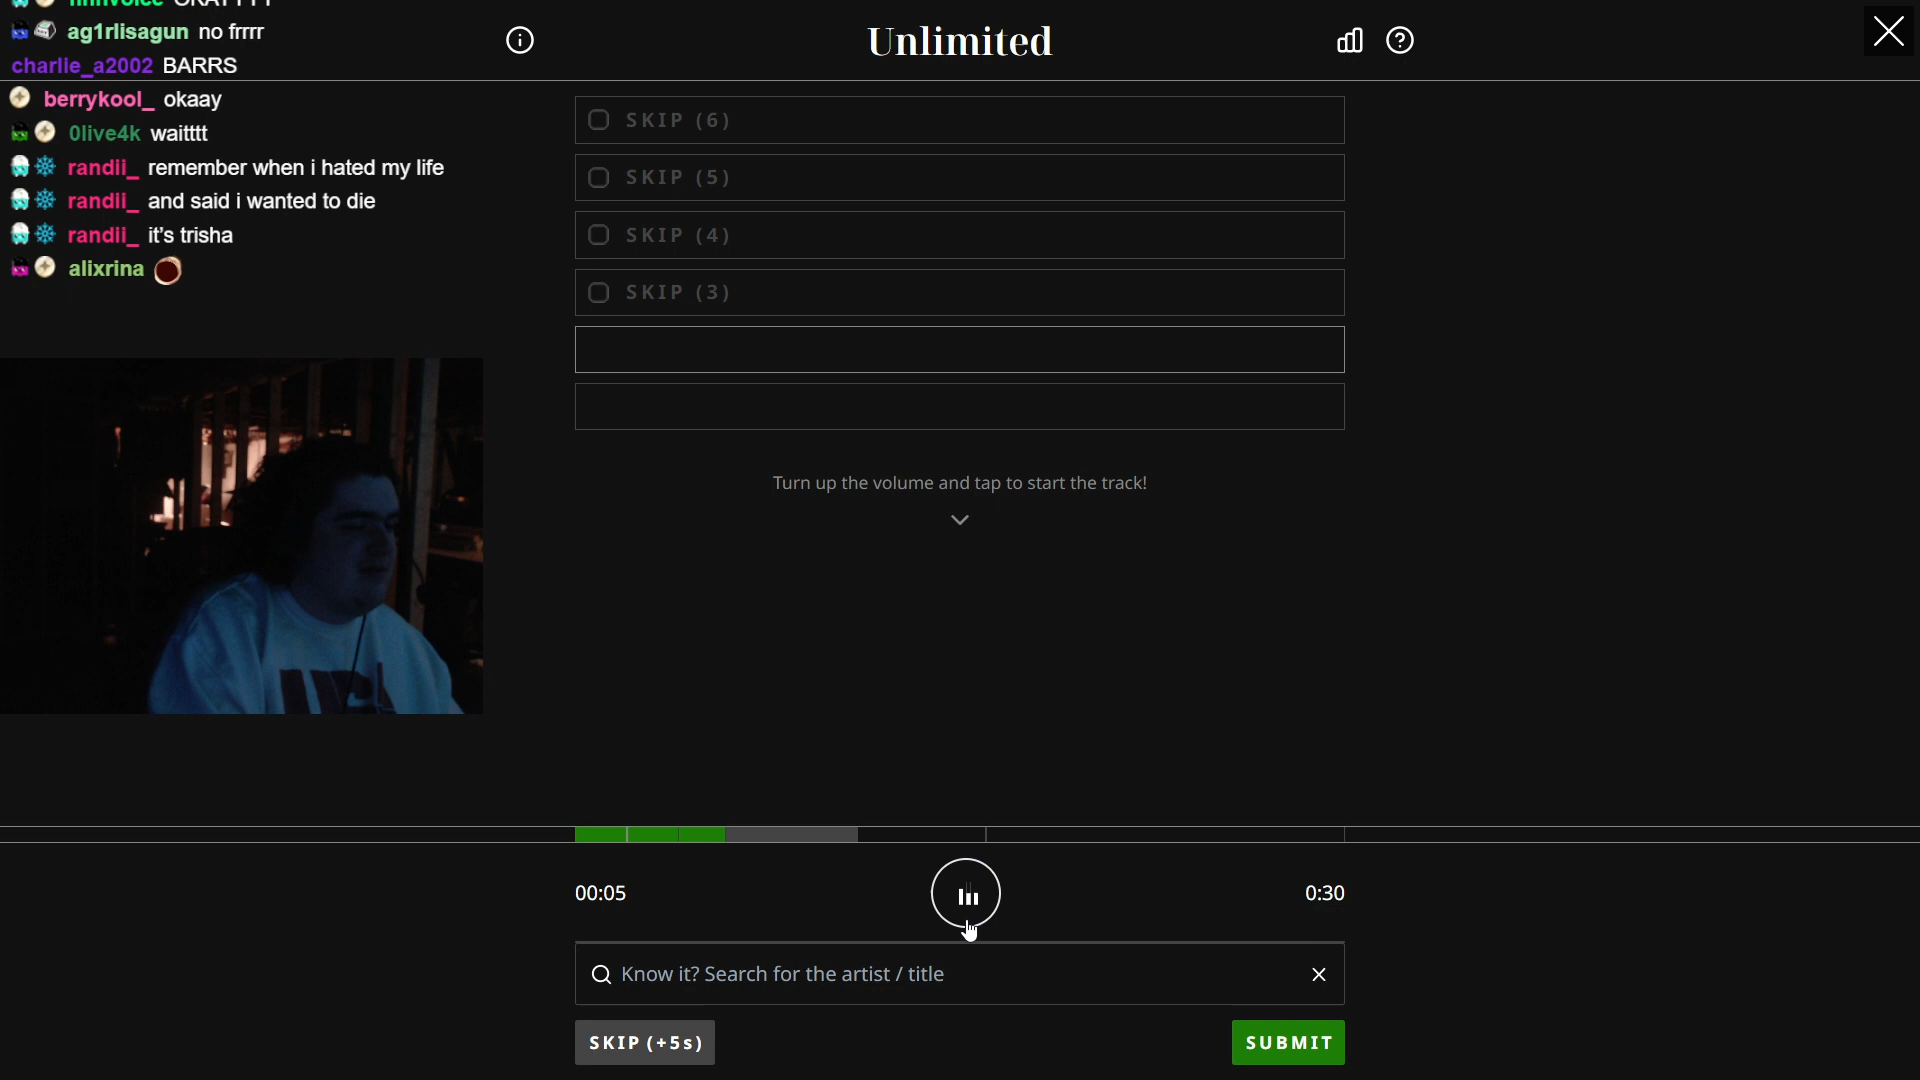 ag1rlisagun no frrrr
charlie_a2002 BARRS
berrykool_ okaay
0live4k waitttt
randii_ remember when i hated my life
randii_ and said i wanted to die
randii_ it's trisha
alixrina
Unlimited
SKIP (6)
SKIP (5)
SKIP (4)
SKIP (3)
Turn up the volume and tap to start the track!
00:05
0:30
Know it? Search for the artist / title
SKIP (+5s)
SUBMIT